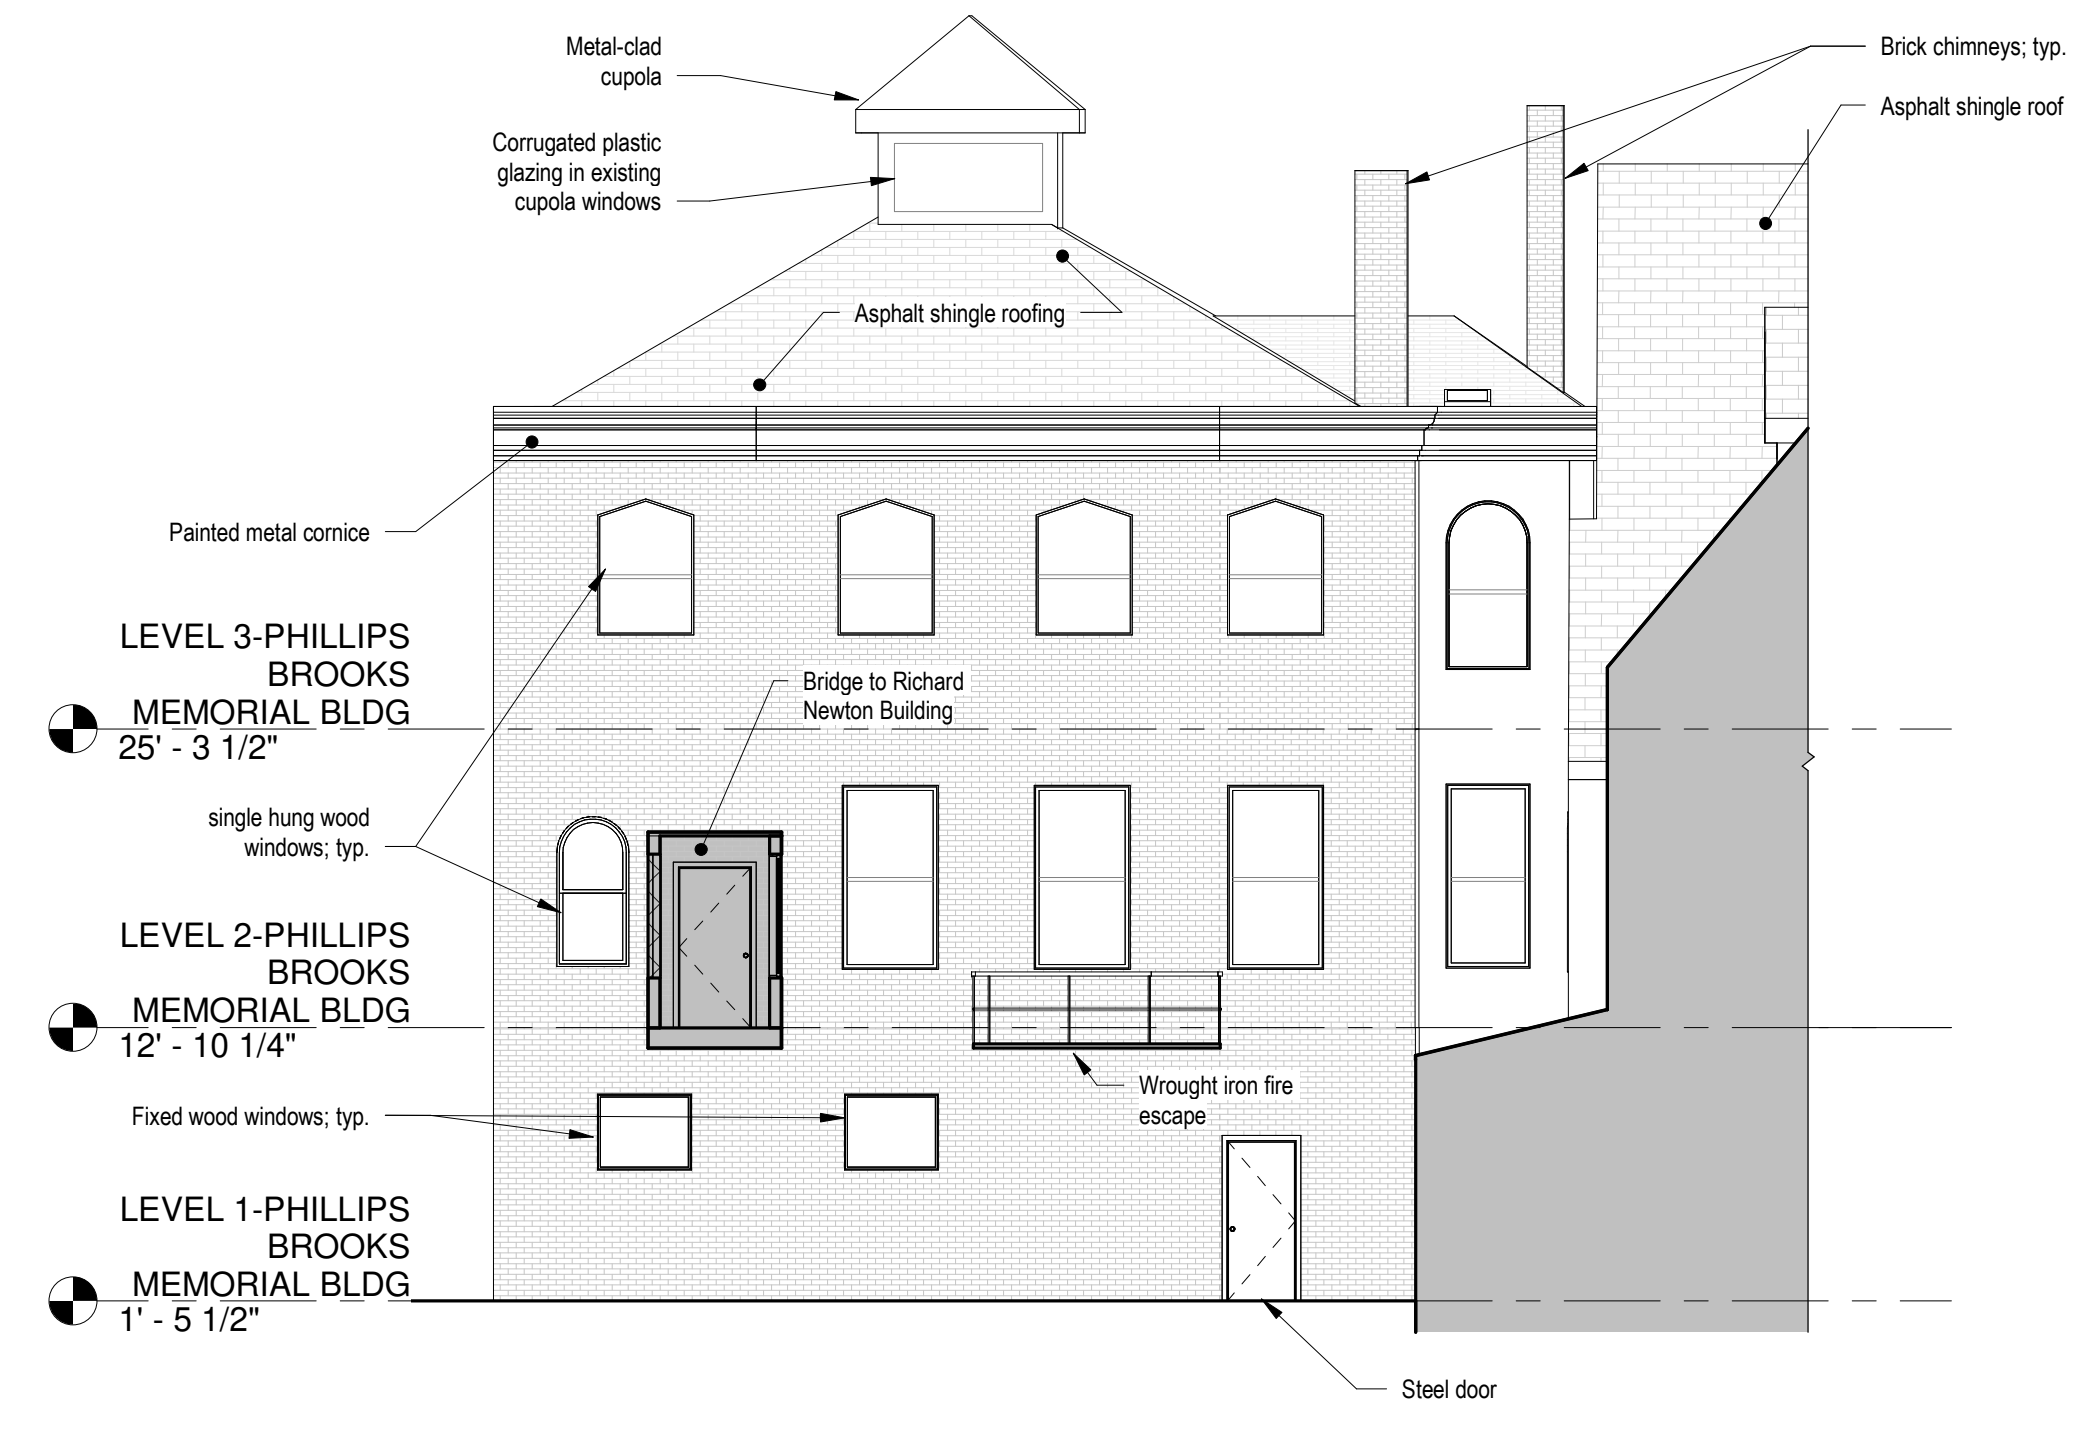 Metal-clad
cupola
Brick chimneys; typ.
Asphalt shingle roof
Corrugated plastic
glazing in existing
cupola windows
Asphalt shingle roofing
Painted metal cornice
LEVEL 3-PHILLIPS
BROOKS
MEMORIAL BLDG
25' - 3 1/2"
Bridge to Richard
Newton Building
single hung wood
windows; typ.
LEVEL 2-PHILLIPS
BROOKS
MEMORIAL BLDG
12' - 10 1/4"
Wrought iron fire
escape
Fixed wood windows; typ.
LEVEL 1-PHILLIPS
BROOKS
MEMORIAL BLDG
1' - 5 1/2"
Steel door